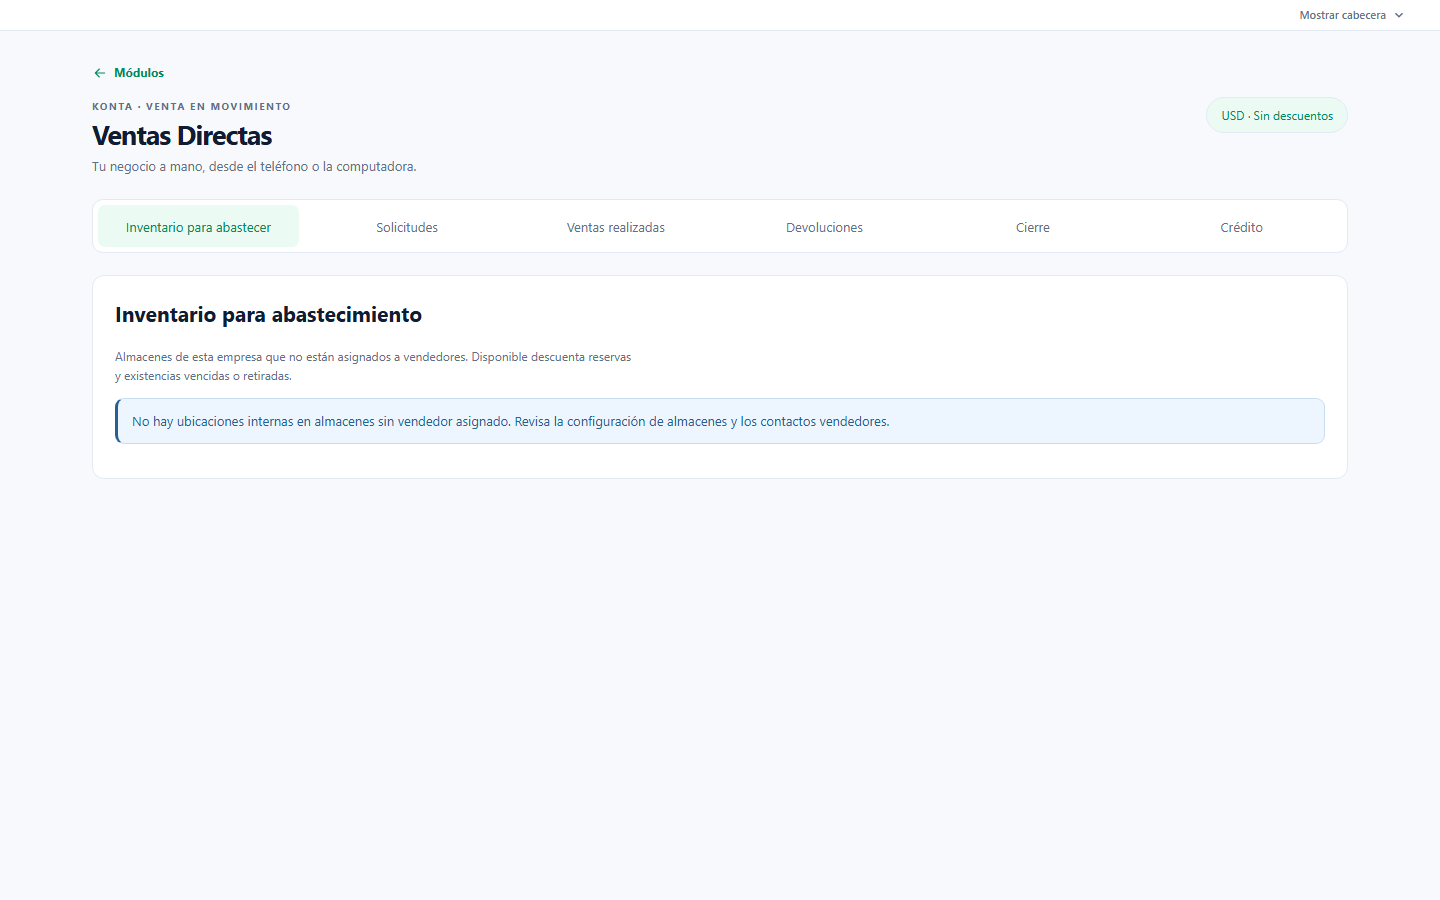 Mostrar cabecera
Módulos
KONTA · VENTA EN MOVIMIENTO
Ventas Directas
Tu negocio a mano, desde el teléfono o la computadora.
USD · Sin descuentos
Inventario para abastecer
Solicitudes
Ventas realizadas
Devoluciones
Cierre
Crédito
Inventario para abastecimiento
Almacenes de esta empresa que no están asignados a vendedores. Disponible descuenta reservas
y existencias vencidas o retiradas.
No hay ubicaciones internas en almacenes sin vendedor asignado. Revisa la configuración de almacenes y los contactos vendedores.